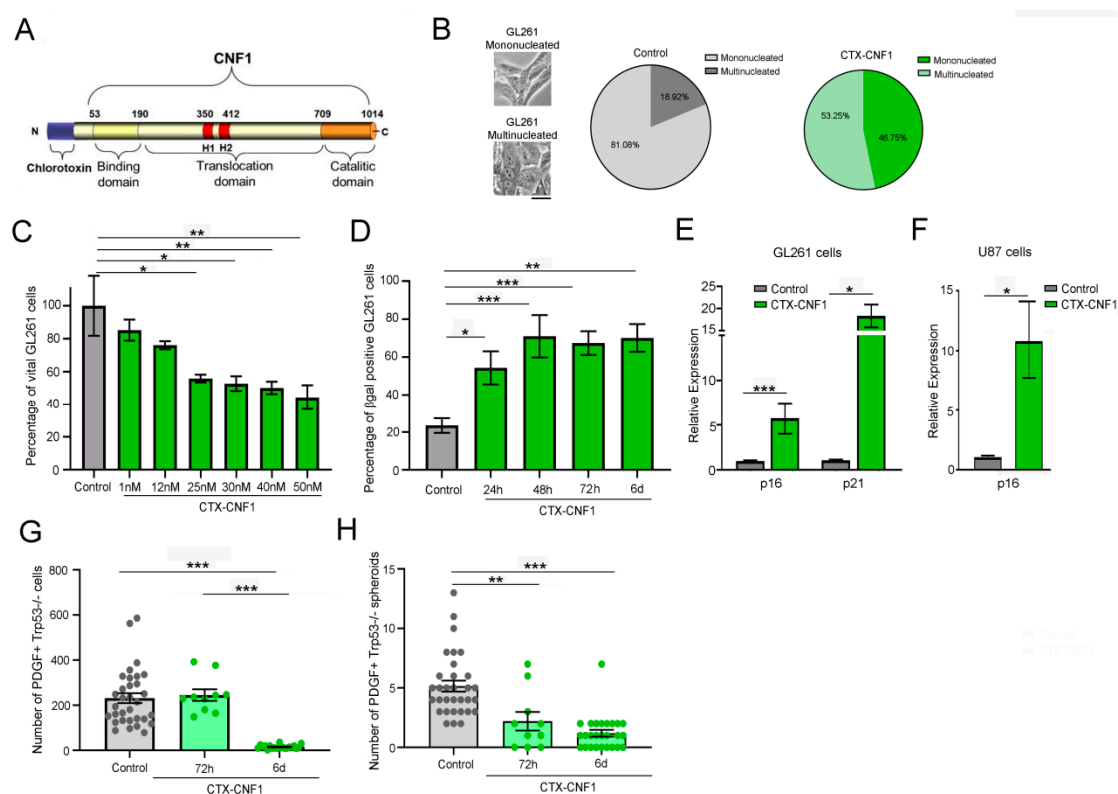 A
CNF1
53 190 350 412 709 1014
N C
H1 H2
Chlorotoxin
Binding
domain
Translocation
domain
Catalitic
domain
B
GL261
Mononucleated
GL261
Multinucleated
Control
Mononucleated
Multinucleated
18.92%
81.08%
CTX-CNF1
Mononucleated
Multinucleated
53.25%
46.75%
C
Percentage of vital GL261 cells
100
80
60
40
20
0
**
**
*
*
Control 1nM 12nM 25nM 30nM 40nM 50nM
CTX-CNF1
D
Percentage of βgal positive GL261 cells
100
80
60
40
20
0
**
***
***
*
Control 24h 48h 72h 6d
CTX-CNF1
E
GL261 cells
Control
CTX-CNF1
Relative Expression
25
20
15
10
5
0
***
*
p16 p21
F
U87 cells
Control
CTX-CNF1
Relative Expression
15
10
5
0
*
p16
G
Number of PDGF+ Trp53-/- cells
800
600
400
200
0
***
***
Control 72h 6d
CTX-CNF1
H
Number of PDGF+ Trp53-/- spheroids
15
10
5
0
***
**
Control 72h 6d
CTX-CNF1
Control
CTX-CNF1